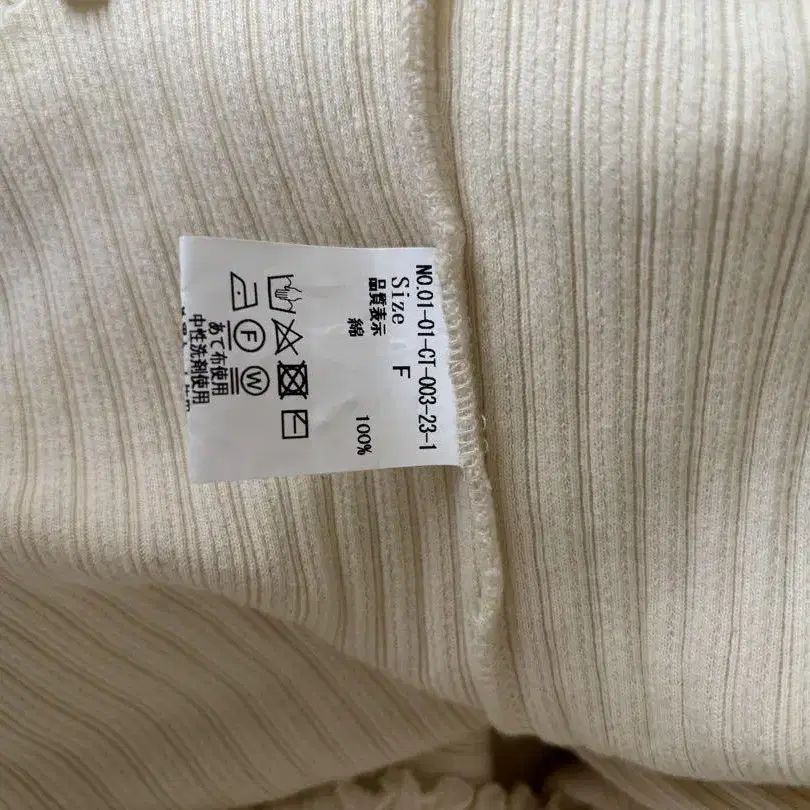 NO.01-01-CT-003-23-1
Size F
品質表示
綿 100%
F W
あて布使用
中性洗剤使用